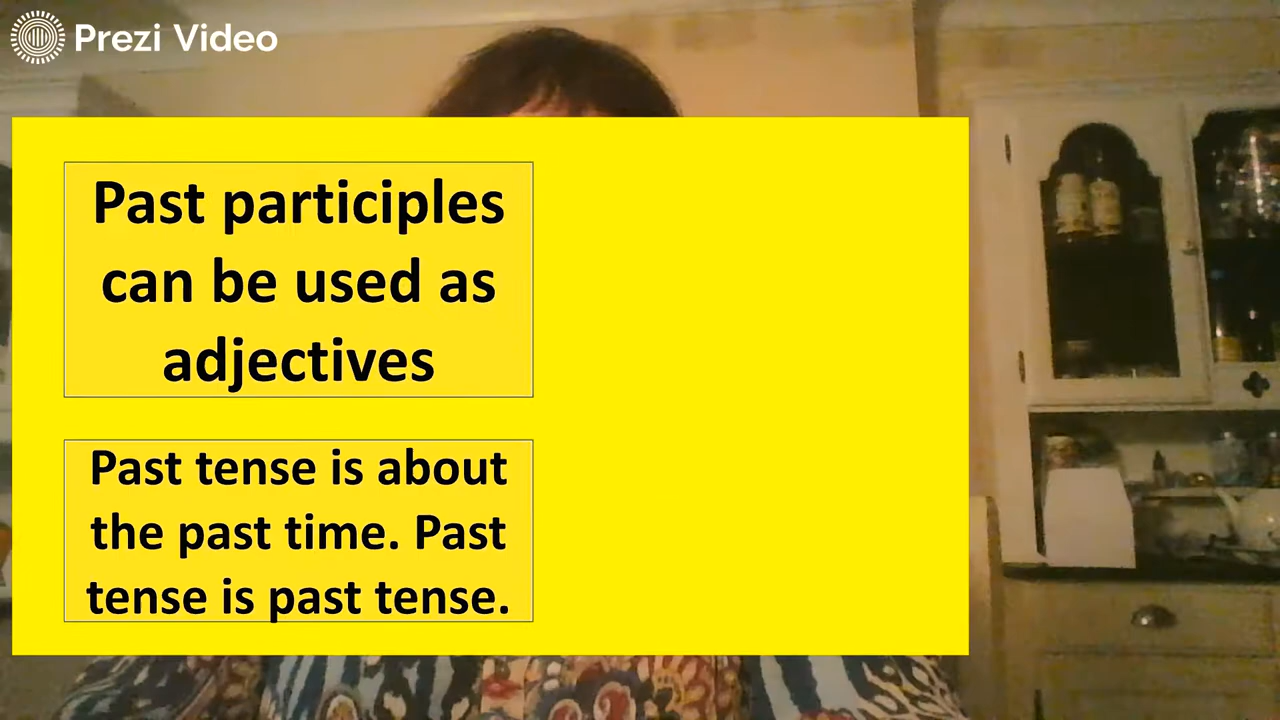 Prezi Video
Past participles
can be used as
adjectives
Past tense is about
the past time. Past
tense is past tense.